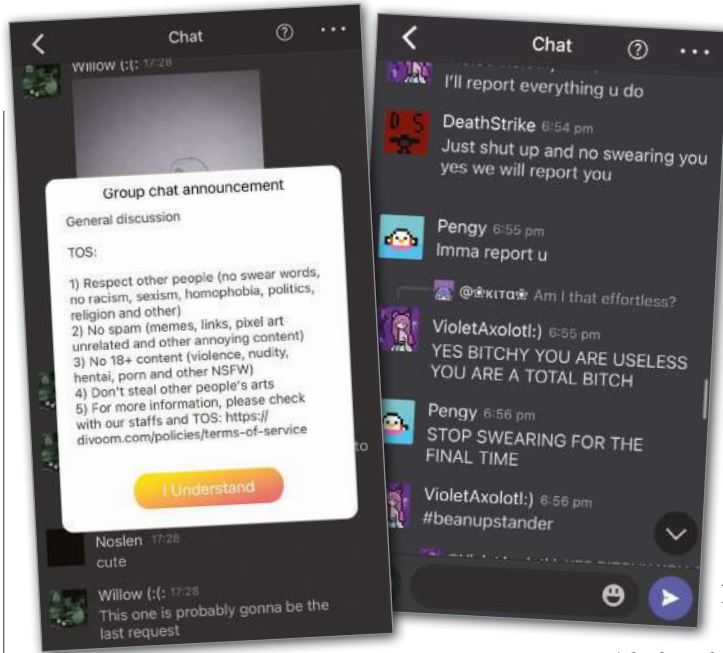 Chat
Willow (:(: 17:28
Group chat announcement
General discussion
TOS:
1) Respect other people (no swear words,
no racism, sexism, homophobia, politics,
religion and other)
2) No spam (memes, links, pixel art
unrelated and other annoying content)
3) No 18+ content (violence, nudity,
hentai, porn and other NSFW)
4) Don't steal other people's arts
5) For more information, please check
with our staffs and TOS: https://
divoom.com/policies/terms-of-service
to
I Understand
Noslen 17:28
cute
Willow (:(: 17:28
This one is probably gonna be the
last request
Chat
I'll report everything u do
D S
DeathStrike 6:54 pm
Just shut up and no swearing you
yes we will report you
Pengy 6:55 pm
Imma report u
@❀κιτα❀ Am I that effortless?
VioletAxolotl:) 6:55 pm
YES BITCHY YOU ARE USELESS
YOU ARE A TOTAL BITCH
Pengy 6:56 pm
STOP SWEARING FOR THE
FINAL TIME
VioletAxolotl:) 6:56 pm
#beanupstander